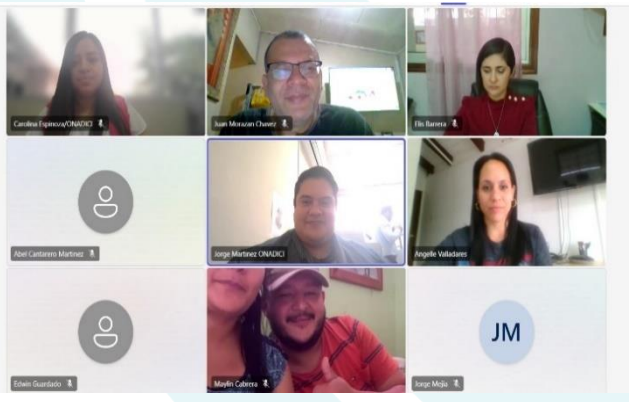 Carolina Espinoza/ONADICI
Juan Morazan Chavez
Elis Barrera
Abel Cantarero Martinez
Jorge Martinez ONADICI
Angelle Valladares
Edwin Guardado
Maylin Cabrera
Jorge Mejia
JM